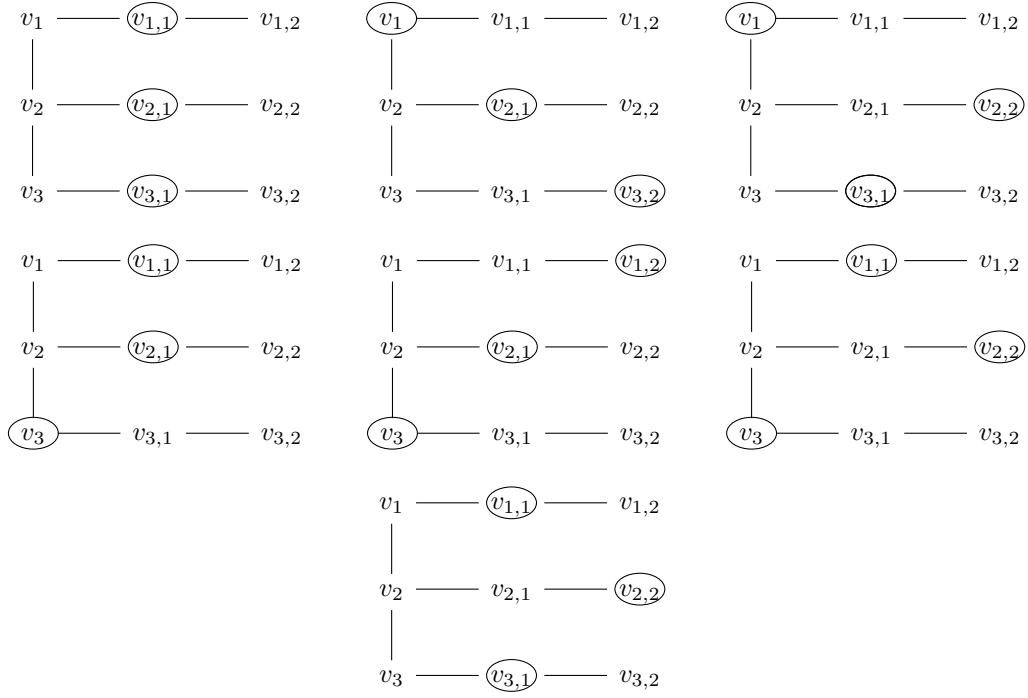 v₁ v₁,₁ v₁,₂ v₁ v₁,₁ v₁,₂ v₁ v₁,₁ v₁,₂
v₂ v₂,₁ v₂,₂ v₂ v₂,₁ v₂,₂ v₂ v₂,₁ v₂,₂
v₃ v₃,₁ v₃,₂ v₃ v₃,₁ v₃,₂ v₃ v₃,₁ v₃,₂
v₁ v₁,₁ v₁,₂ v₁ v₁,₁ v₁,₂ v₁ v₁,₁ v₁,₂
v₂ v₂,₁ v₂,₂ v₂ v₂,₁ v₂,₂ v₂ v₂,₁ v₂,₂
v₃ v₃,₁ v₃,₂ v₃ v₃,₁ v₃,₂ v₃ v₃,₁ v₃,₂
v₁ v₁,₁ v₁,₂
v₂ v₂,₁ v₂,₂
v₃ v₃,₁ v₃,₂